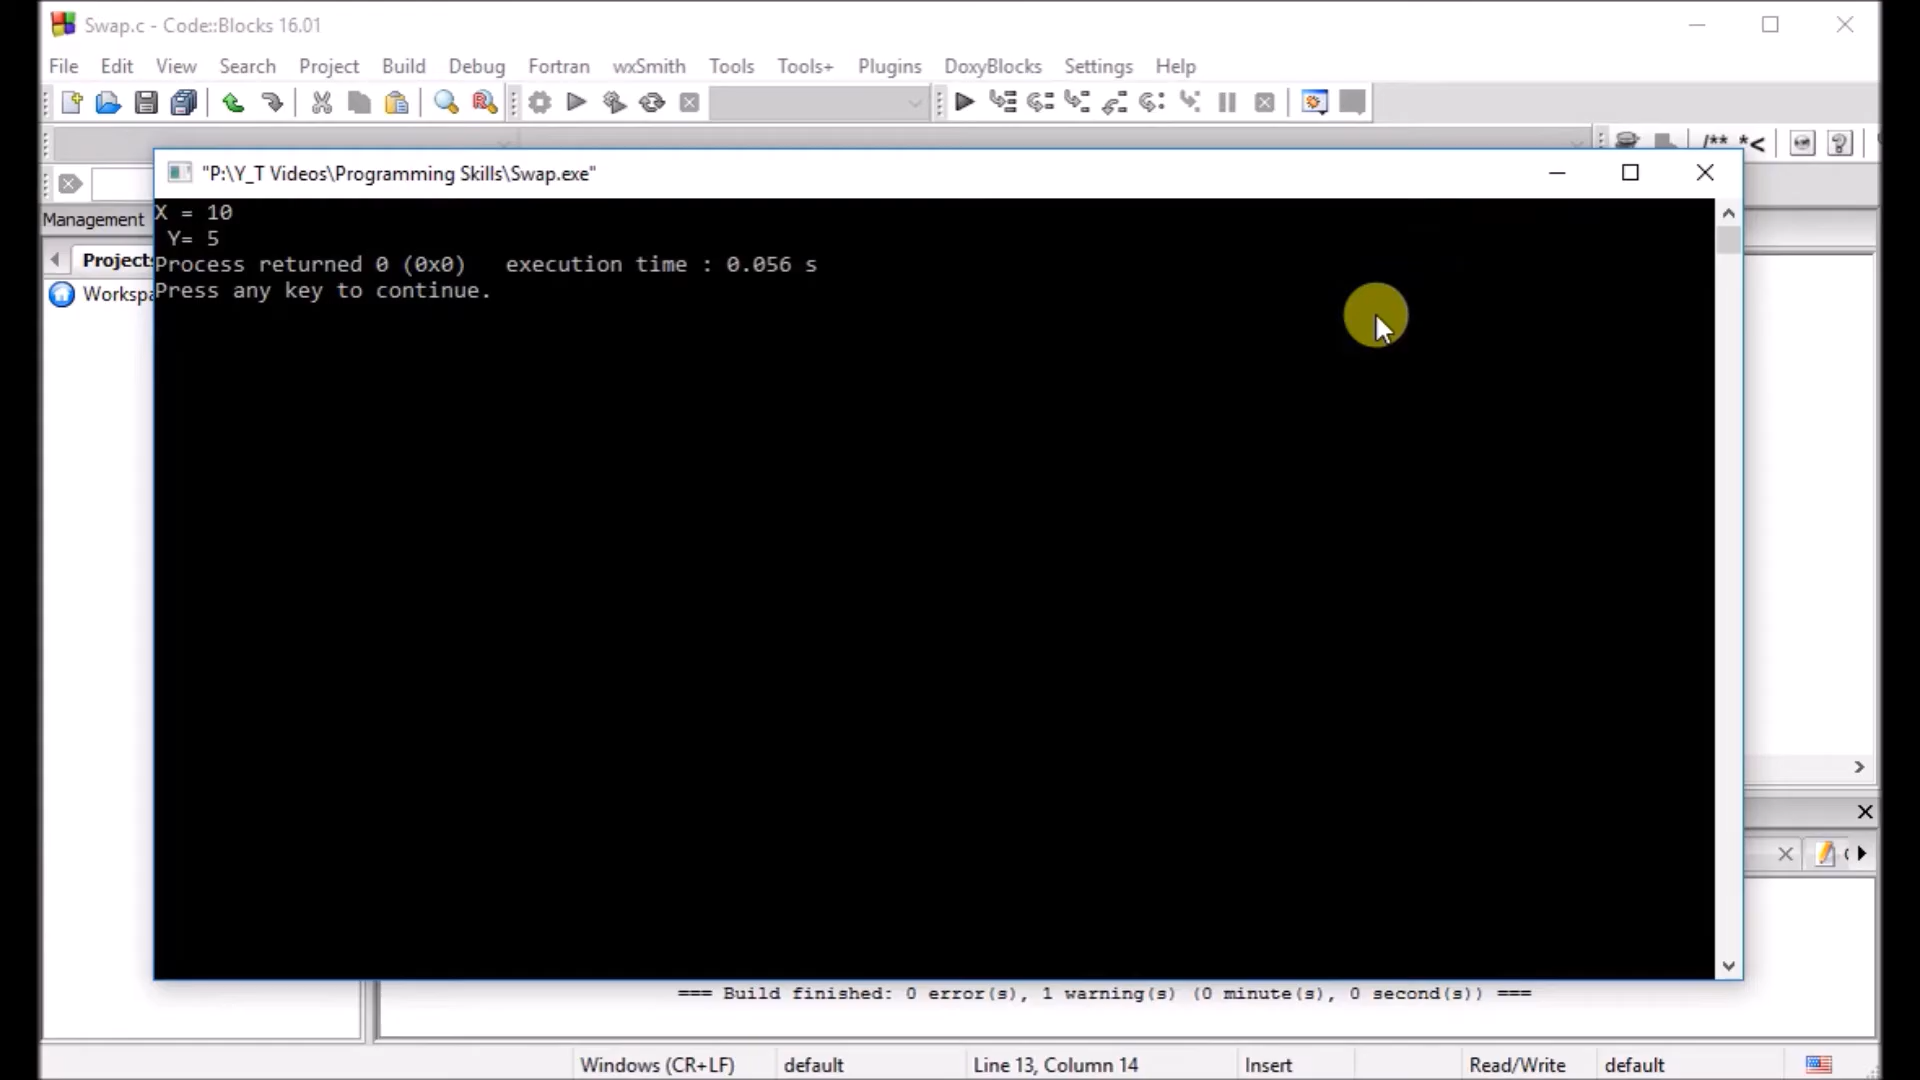 Swap.c - Code::Blocks 16.01
File Edit View Search Project Build Debug Fortran wxSmith Tools Tools+ Plugins DoxyBlocks Settings Help
/** *<
"P:\Y_T Videos\Programming Skills\Swap.exe"
Management
X = 10
Y= 5
Projects
Process returned 0 (0x0)   execution time : 0.056 s
Press any key to continue.
=== Build finished: 0 error(s), 1 warning(s) (0 minute(s), 0 second(s)) ===
Windows (CR+LF) default Line 13, Column 14 Insert Read/Write default